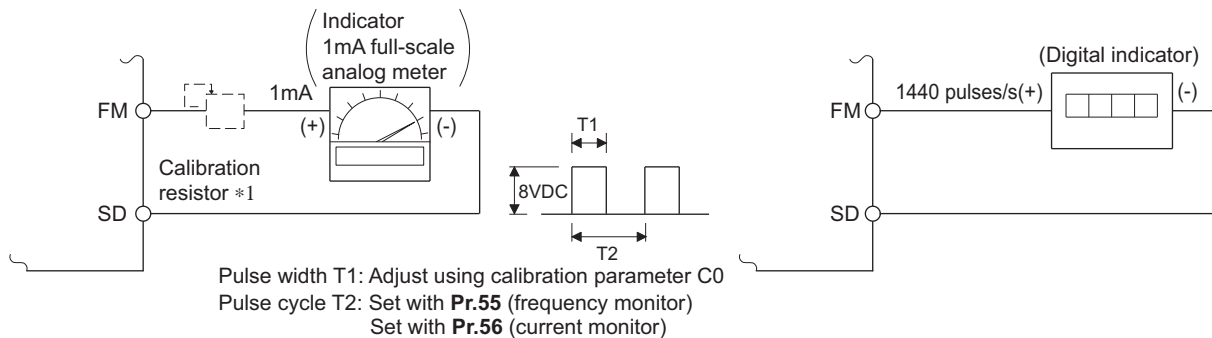 Indicator
1mA full-scale
analog meter
FM
1mA
(+)
(-)
Calibration
resistor *1
SD
T1
8VDC
T2
Pulse width T1: Adjust using calibration parameter C0
Pulse cycle T2: Set with Pr.55 (frequency monitor)
Set with Pr.56 (current monitor)
(Digital indicator)
FM
1440 pulses/s(+)
(-)
SD